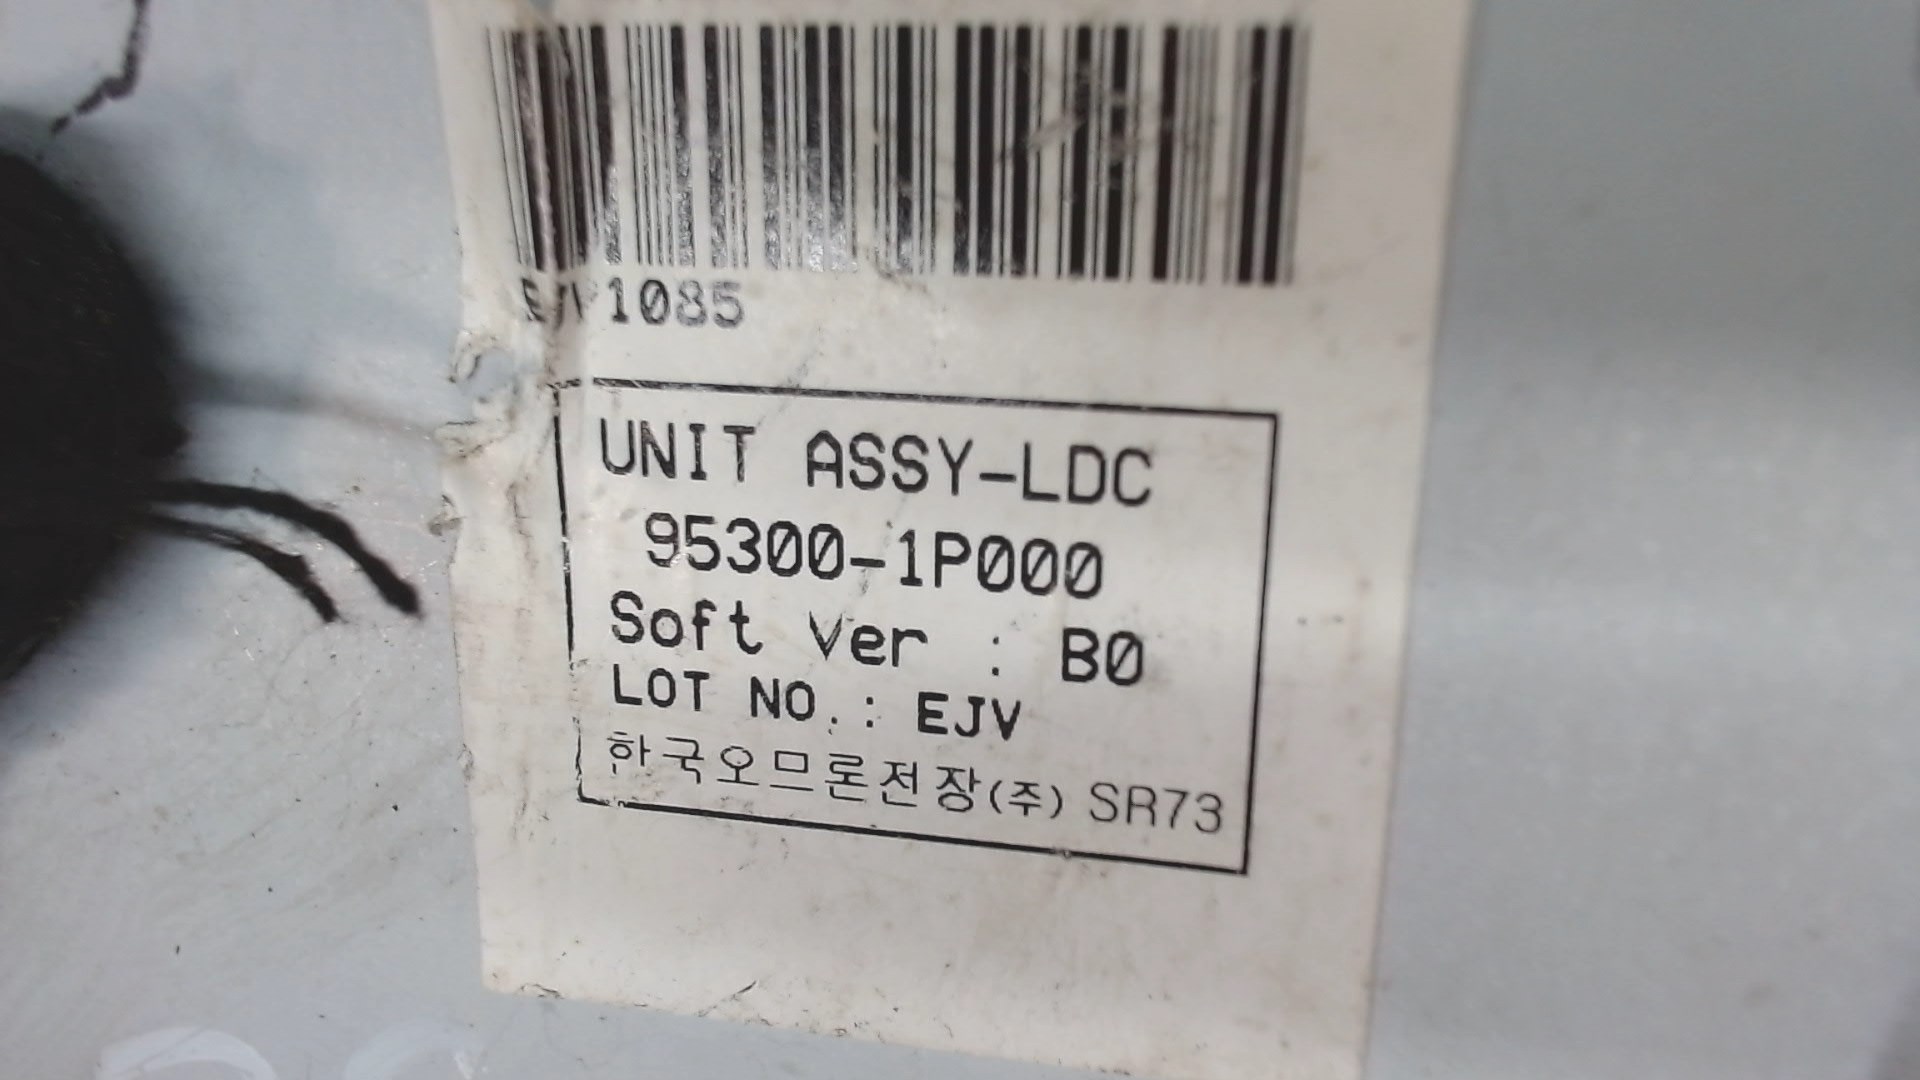 EJV1085
UNIT ASSY-LDC
95300-1P000
Soft Ver : B0
LOT NO. : EJV
한국오므론전장(주) SR73